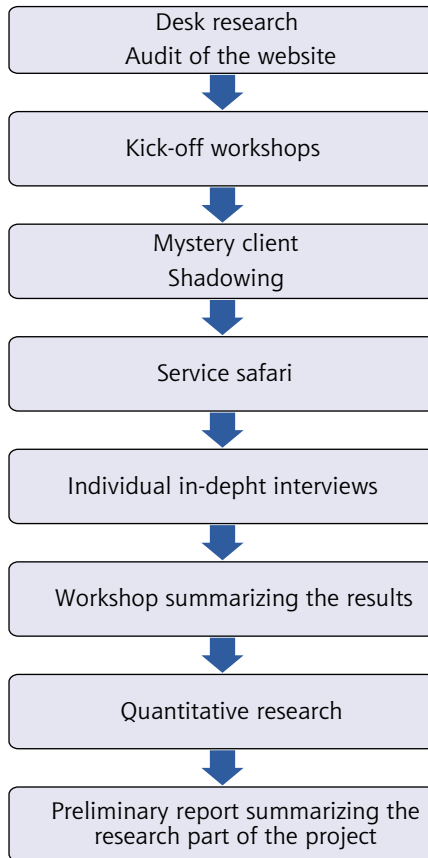 Desk research
Audit of the website
Kick-off workshops
Mystery client
Shadowing
Service safari
Individual in-depht interviews
Workshop summarizing the results
Quantitative research
Preliminary report summarizing the
research part of the project